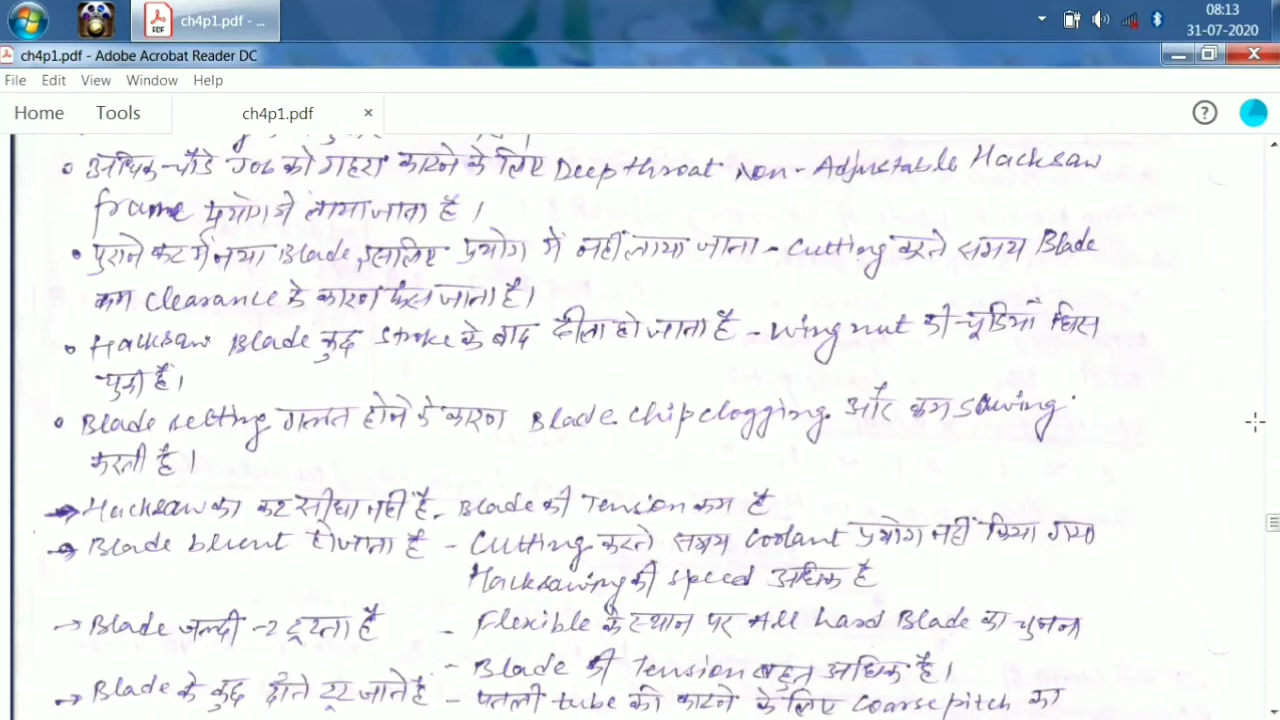 ch4p1.pdf - ...
08:13
31-07-2020
ch4p1.pdf - Adobe Acrobat Reader DC
File Edit View Window Help
Home Tools ch4p1.pdf ×
• अधिक चौडे Job को गहरा काटने के लिए Deep throat Non-Adjustable Hacksaw
frame प्रयोग मे लाया जाता है।
• पुराने कट में नया Blade इसलिए प्रयोग में नहीं लाया जाता - Cutting करते समय Blade
कम clearance के कारण फंस जाता है।
• Hacksaw Blade कुछ stroke के बाद ढीला हो जाता है - wing nut की चूडियाँ घिस
चुकी है।
• Blade setting गलत होने के कारण Blade chip clogging और कम sawing
करती है।
→ Hacksaw का कट सीधा नहीं है - Blade की Tension कम है
→ Blade blunt हो जाता है - Cutting करते समय coolant प्रयोग नहीं किया गया
Hacksawing की speed अधिक है
→ Blade जल्दी-2 टूटता है - Flexible के स्थान पर All hard Blade का चुनना
- Blade की Tension बहुत अधिक है।
→ Blade के कुछ दाँते टूट जाते है - पतली tube को काटने के लिए coarse pitch का